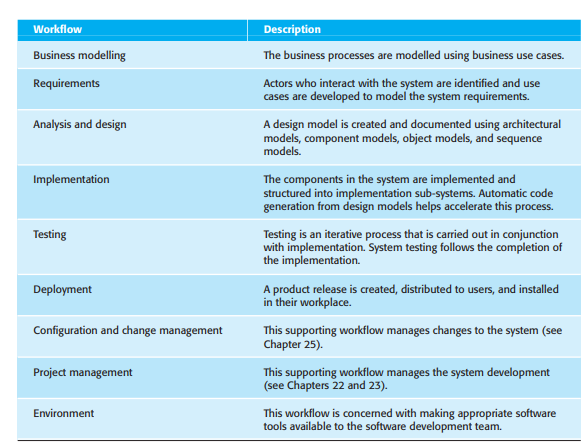 Workflow Description
Business modelling The business processes are modelled using business use cases.
Requirements Actors who interact with the system are identified and use
cases are developed to model the system requirements.
Analysis and design A design model is created and documented using architectural
models, component models, object models, and sequence
models.
Implementation The components in the system are implemented and
structured into implementation sub-systems. Automatic code
generation from design models helps accelerate this process.
Testing Testing is an iterative process that is carried out in conjunction
with implementation. System testing follows the completion of
the implementation.
Deployment A product release is created, distributed to users, and installed
in their workplace.
Configuration and change management This supporting workflow manages changes to the system (see
Chapter 25).
Project management This supporting workflow manages the system development
(see Chapters 22 and 23).
Environment This workflow is concerned with making appropriate software
tools available to the software development team.